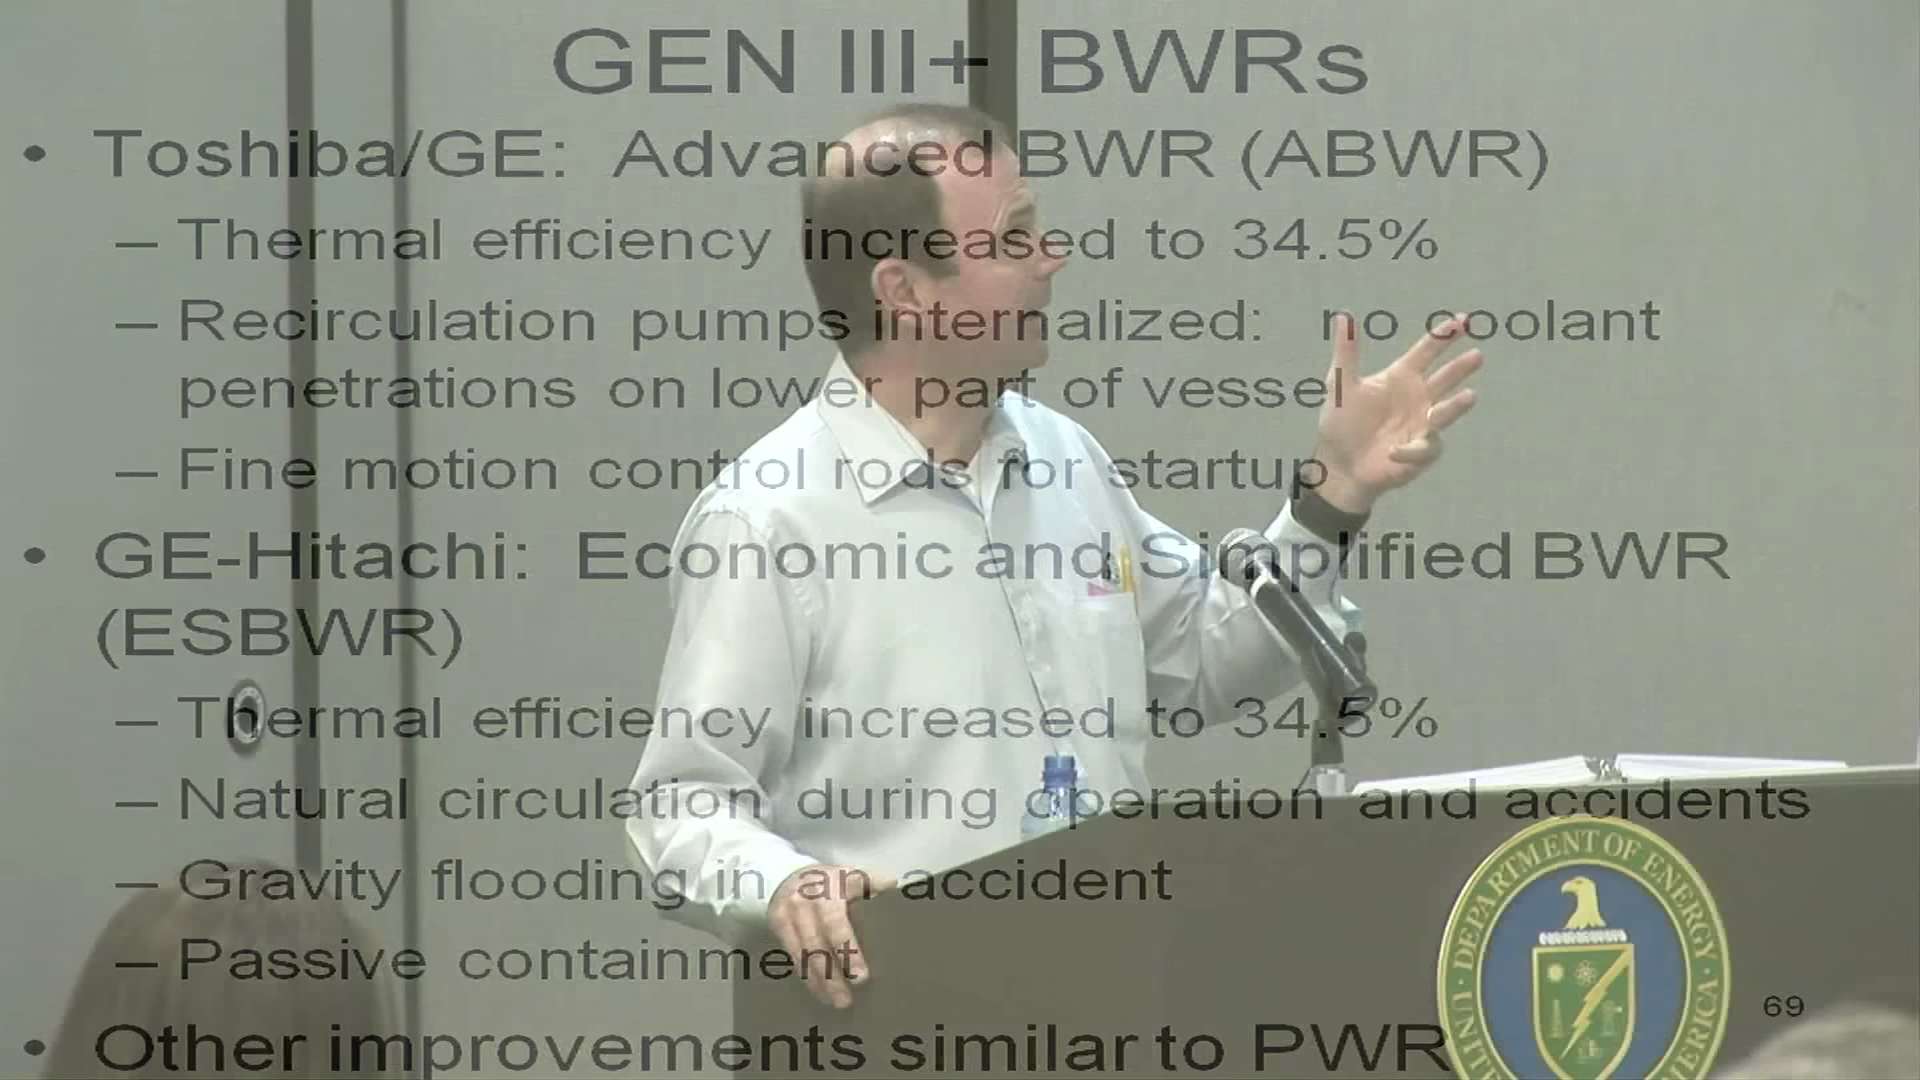 GEN III+ BWRs
• Toshiba/GE: Advanced BWR (ABWR)
– Thermal efficiency increased to 34.5%
– Recirculation pumps internalized: no coolant
penetrations on lower part of vessel
– Fine motion control rods for startup
• GE-Hitachi: Economic and Simplified BWR
(ESBWR)
– Thermal efficiency increased to 34.5%
– Natural circulation during operation and accidents
– Gravity flooding in an accident
– Passive containment
• Other improvements similar to PWR
69
DEPARTMENT OF ENERGY